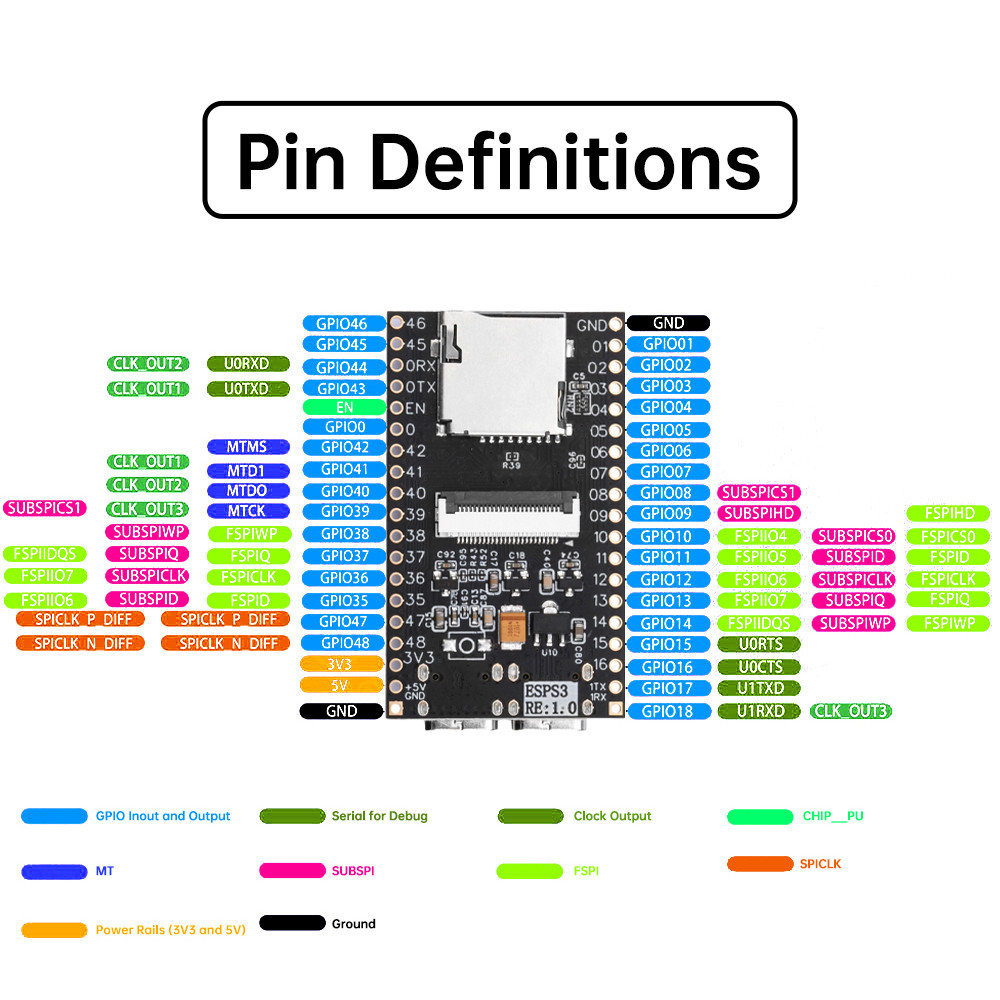 Pin Definitions
GPIO46 46 GND GND
GPIO45 45 01 GPIO01
CLK_OUT2 U0RXD GPIO44 0RX 02 GPIO02
CLK_OUT1 U0TXD GPIO43 0TX C5 RN7 03 GPIO03
EN EN 04 GPIO04
GPIO0 0 05 GPIO05
MTMS GPIO42 42 06 GPIO06
CLK_OUT1 MTD1 GPIO41 41 R39 07 GPIO07
CLK_OUT2 MTDO GPIO40 40 08 GPIO08 SUBSPICS1
SUBSPICS1 CLK_OUT3 MTCK GPIO39 39 09 GPIO09 SUBSPIHD FSPIHD
SUBSPIWP FSPIWP GPIO38 38 10 GPIO10 FSPIIO4 SUBSPICS0 FSPICS0
FSPIIDQS SUBSPIQ FSPIQ GPIO37 37 C92 C95 R43 R52 C17 C18 11 GPIO11 FSPIIO5 SUBSPID FSPID
FSPIIO7 SUBSPICLK FSPICLK GPIO36 36 12 GPIO12 FSPIIO6 SUBSPICLK FSPICLK
FSPIIO6 SUBSPID FSPID GPIO35 35 13 GPIO13 FSPIIO7 SUBSPIQ FSPIQ
SPICLK_P_DIFF SPICLK_P_DIFF GPIO47 47 14 GPIO14 FSPIIDQS SUBSPIWP FSPIWP
SPICLK_N_DIFF SPICLK_N_DIFF GPIO48 48 U10 C80 15 GPIO15 U0RTS
3V3 3V3 16 GPIO16 U0CTS
5V +5V ESPS3 1TX GPIO17 U1TXD
GND GND RE:1.0 1RX GPIO18 U1RXD CLK_OUT3
GPIO Inout and Output Serial for Debug Clock Output CHIP__PU
MT SUBSPI FSPI SPICLK
Power Rails (3V3 and 5V) Ground